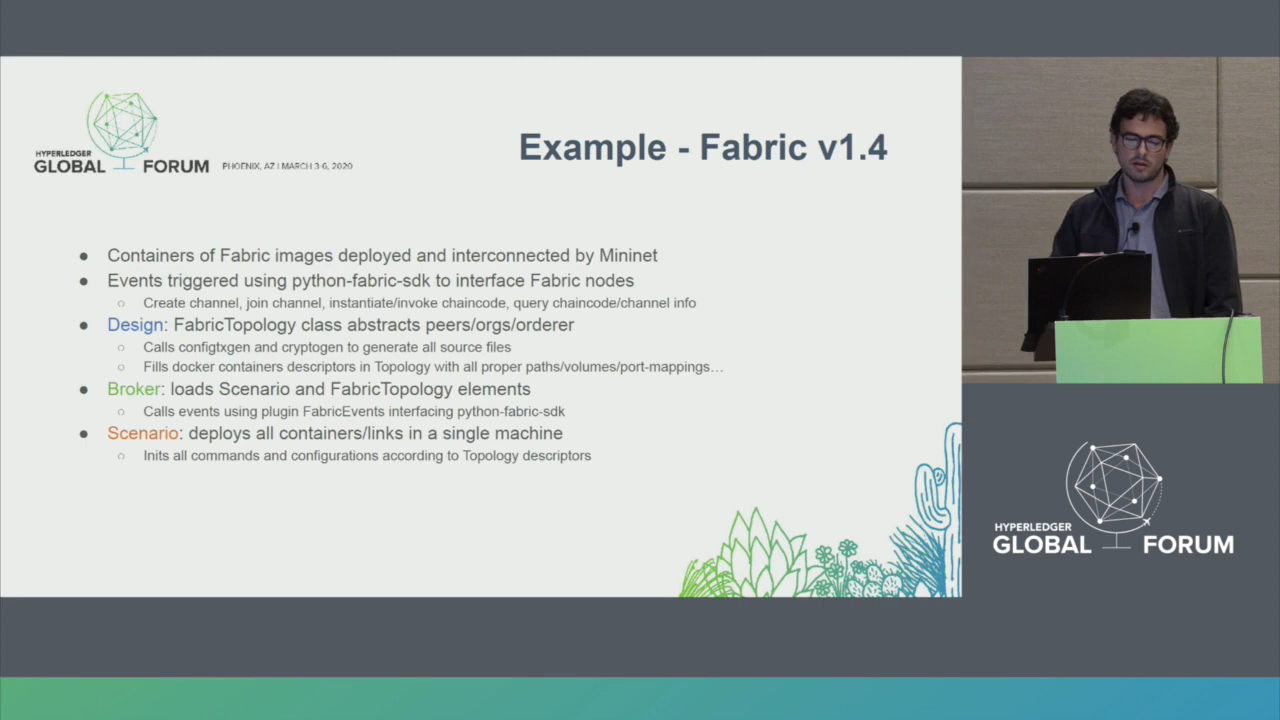 HYPERLEDGER
GLOBAL FORUM
PHOENIX, AZ / MARCH 3-6, 2020
Example - Fabric v1.4
● Containers of Fabric images deployed and interconnected by Mininet
● Events triggered using python-fabric-sdk to interface Fabric nodes
○ Create channel, join channel, instantiate/invoke chaincode, query chaincode/channel info
● Design: FabricTopology class abstracts peers/orgs/orderer
○ Calls configtxgen and cryptogen to generate all source files
○ Fills docker containers descriptors in Topology with all proper paths/volumes/port-mappings…
● Broker: loads Scenario and FabricTopology elements
○ Calls events using plugin FabricEvents interfacing python-fabric-sdk
● Scenario: deploys all containers/links in a single machine
○ Inits all commands and configurations according to Topology descriptors
HYPERLEDGER
GLOBAL FORUM